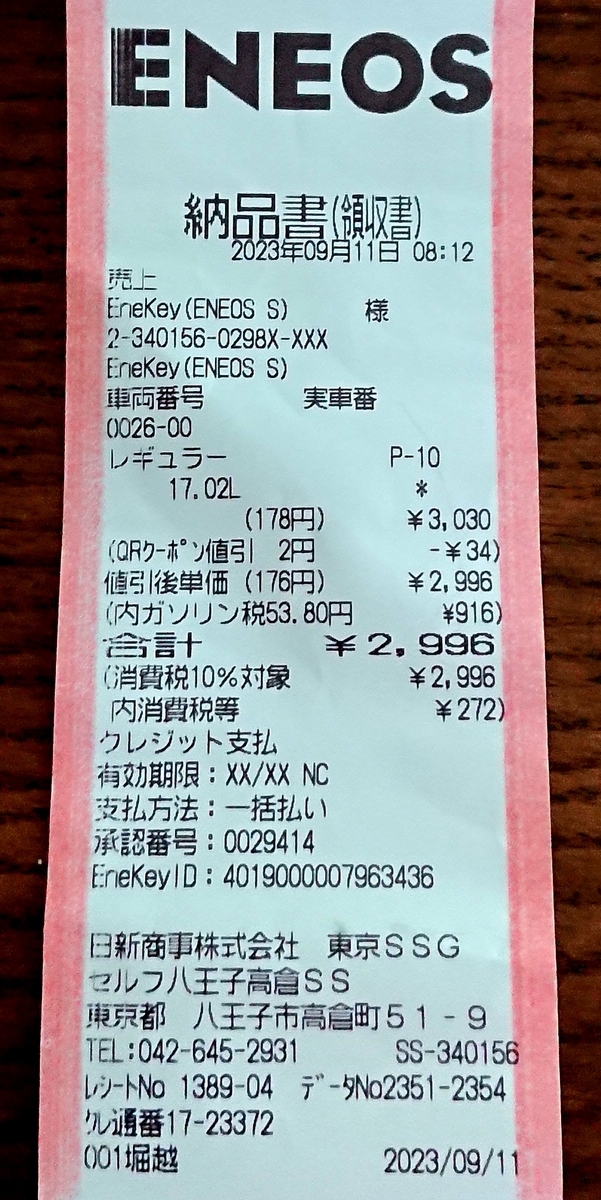 ENEOS
納品書(領収書)
2023年09月11日 08:12
売上
EneKey(ENEOS S) 様
2-340156-0298X-XXX
EneKey(ENEOS S)
車両番号 実車番
0026-00
レギュラー P-10
17.02L *
(178円) ¥3,030
(QRクーポン値引 2円 -¥34)
値引後単価 (176円) ¥2,996
(内ガソリン税53.80円 ¥916)
合計 ¥2,996
(消費税10%対象 ¥2,996
内消費税等 ¥272)
クレジット支払
有効期限:XX/XX NC
支払方法:一括払い
承認番号:0029414
EneKeyID:4019000007963436
日新商事株式会社 東京SSG
セルフ八王子高倉SS
東京都 八王子市高倉町51-9
TEL:042-645-2931 SS-340156
レシートNo 1389-04 データNo2351-2354
クレ通番17-23372
001堀越 2023/09/11